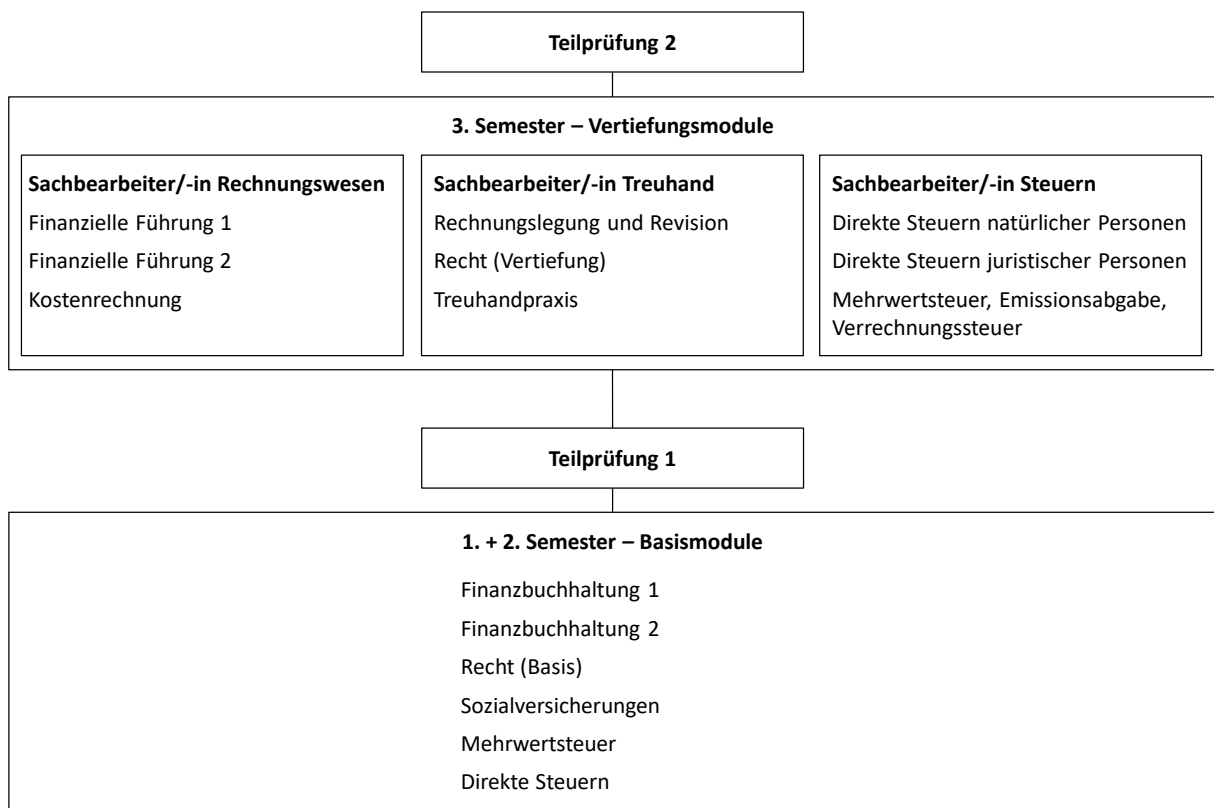 Teilprüfung 2
3. Semester – Vertiefungsmodule
Sachbearbeiter/-in Rechnungswesen
Finanzielle Führung 1
Finanzielle Führung 2
Kostenrechnung
Sachbearbeiter/-in Treuhand
Rechnungslegung und Revision
Recht (Vertiefung)
Treuhandpraxis
Sachbearbeiter/-in Steuern
Direkte Steuern natürlicher Personen
Direkte Steuern juristischer Personen
Mehrwertsteuer, Emissionsabgabe,
Verrechnungssteuer
Teilprüfung 1
1. + 2. Semester – Basismodule
Finanzbuchhaltung 1
Finanzbuchhaltung 2
Recht (Basis)
Sozialversicherungen
Mehrwertsteuer
Direkte Steuern